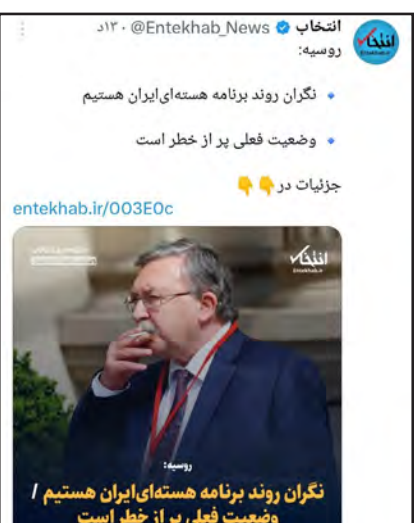 انتخاب @Entekhab_News · ۱۳۰د
روسیه:
نگران روند برنامه هسته‌ای‌ایران هستیم
وضعیت فعلی پر از خطر است
جزئیات در👇👇
entekhab.ir/003E0c
انتخاب
روسیه:
نگران روند برنامه هسته‌ای‌ایران هستیم /
وضعیت فعلی پر از خطر است